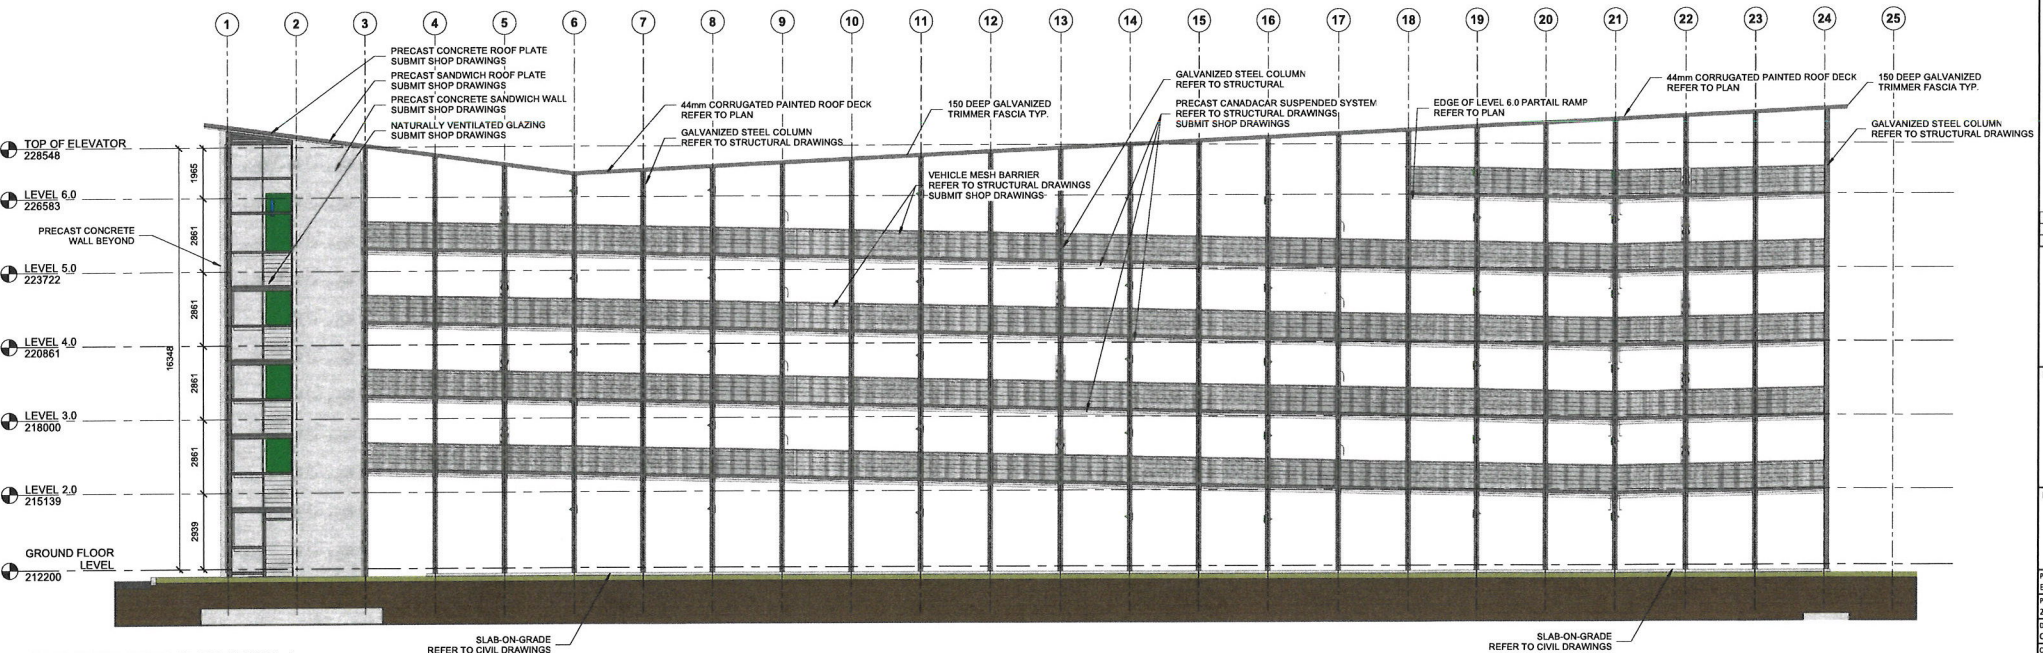 1 2 3 4 5 6 7 8 9 10 11 12 13 14 15 16 17 18 19 20 21 22 23 24 25
PRECAST CONCRETE ROOF PLATE
SUBMIT SHOP DRAWINGS
PRECAST SANDWICH ROOF PLATE
SUBMIT SHOP DRAWINGS
PRECAST CONCRETE SANDWICH WALL
SUBMIT SHOP DRAWINGS
NATURALLY VENTILATED GLAZING
SUBMIT SHOP DRAWINGS
44mm CORRUGATED PAINTED ROOF DECK
REFER TO PLAN
GALVANIZED STEEL COLUMN
REFER TO STRUCTURAL DRAWINGS
150 DEEP GALVANIZED
TRIMMER FASCIA TYP.
VEHICLE MESH BARRIER
REFER TO STRUCTURAL DRAWINGS
SUBMIT SHOP DRAWINGS
GALVANIZED STEEL COLUMN
REFER TO STRUCTURAL
PRECAST CANADACAR SUSPENDED SYSTEM
REFER TO STRUCTURAL DRAWINGS
SUBMIT SHOP DRAWINGS
EDGE OF LEVEL 6.0 PARTAIL RAMP
REFER TO PLAN
44mm CORRUGATED PAINTED ROOF DECK
REFER TO PLAN
150 DEEP GALVANIZED
TRIMMER FASCIA TYP.
GALVANIZED STEEL COLUMN
REFER TO STRUCTURAL DRAWINGS
TOP OF ELEVATOR
228548
1965
LEVEL 6.0
226583
PRECAST CONCRETE
WALL BEYOND
2861
LEVEL 5.0
223722
2861
LEVEL 4.0
220861
16348
2861
LEVEL 3.0
218000
2861
LEVEL 2.0
215139
2939
GROUND FLOOR
LEVEL
212200
SLAB-ON-GRADE
REFER TO CIVIL DRAWINGS
SLAB-ON-GRADE
REFER TO CIVIL DRAWINGS